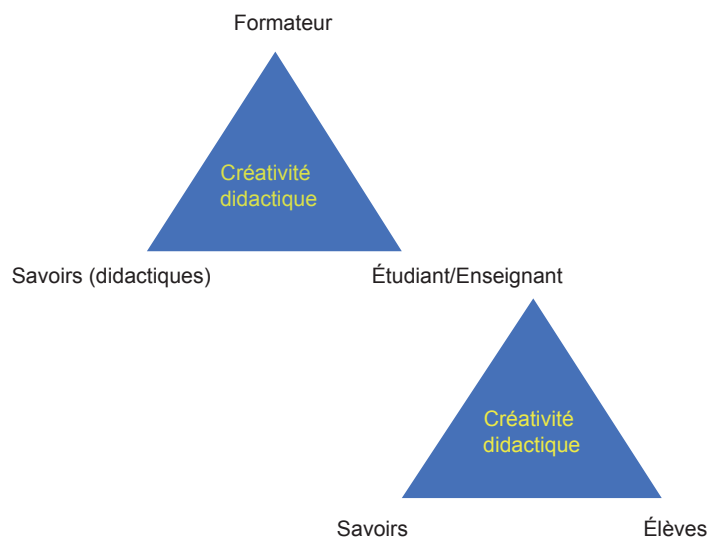 Formateur
Créativité
didactique
Savoirs (didactiques)
Étudiant/Enseignant
Créativité
didactique
Savoirs
Élèves